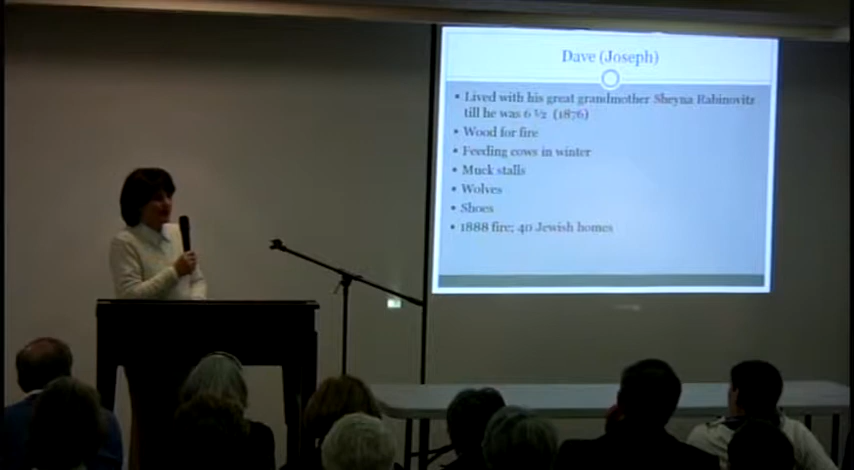 Dave (Joseph)
• Lived with his great grandmother Sheyna Rabinovitz
till he was 6 ½ (1876)
• Wood for fire
• Feeding cows in winter
• Muck stalls
• Wolves
• Shoes
• 1888 fire; 40 Jewish homes